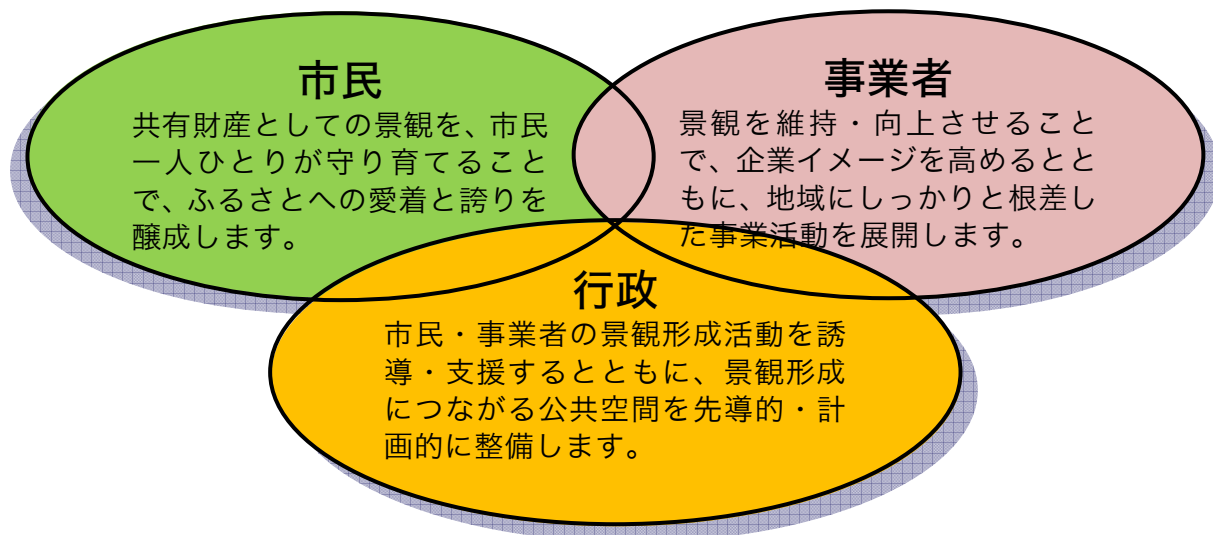 市民
共有財産としての景観を、市民
一人ひとりが守り育てること
で、ふるさとへの愛着と誇りを
醸成します。
事業者
景観を維持・向上させること
で、企業イメージを高めるとと
もに、地域にしっかりと根差し
た事業活動を展開します。
行政
市民・事業者の景観形成活動を誘
導・支援するとともに、景観形成
につながる公共空間を先導的・計
画的に整備します。